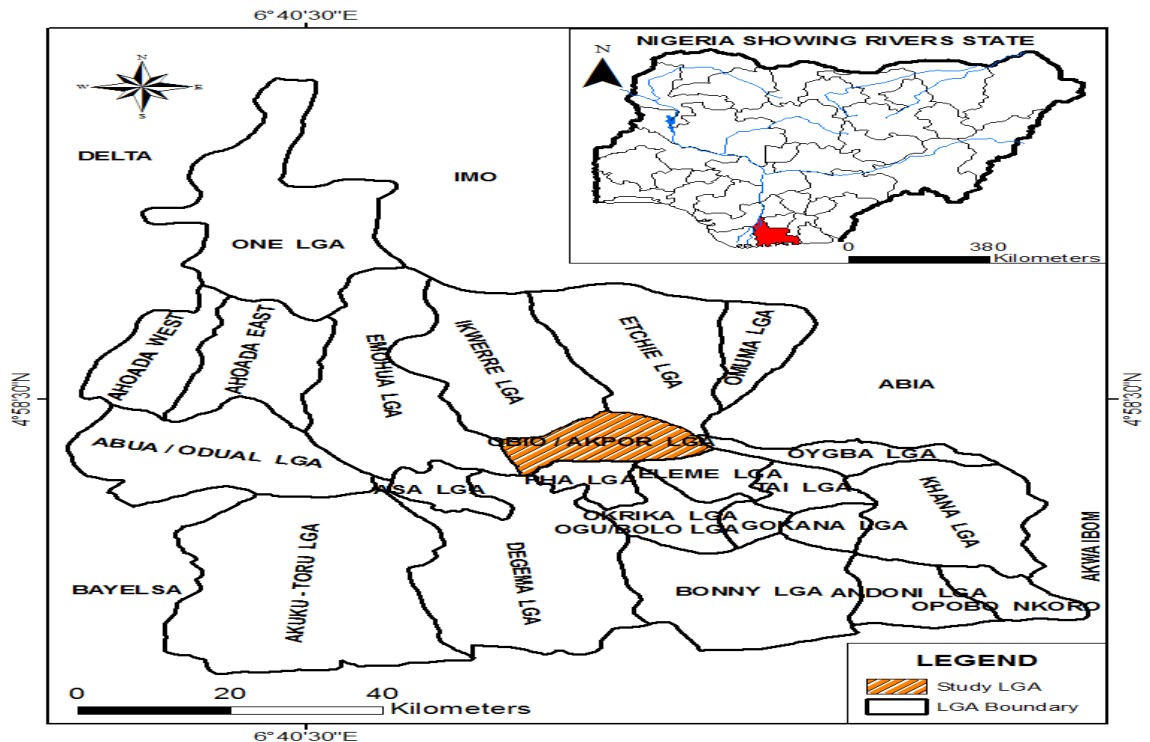 6°40'30"E
NIGERIA SHOWING RIVERS STATE
N
0 380
Kilometers
N
W E
S
DELTA
IMO
ONE LGA
AHOADA WEST
AHOADA EAST
EMOHUA LGA
IKWERRE LGA
ETCHIE LGA
OMUMA LGA
ABIA
4°58'30"N
4°58'30"N
ABUA / ODUAL LGA
OBIO / AKPOR LGA
OYGBA LGA
ASA LGA
PHA LGA
ELEME LGA
TAI LGA
KHANA LGA
OKRIKA LGA
OGU/BOLO LGA
GOKANA LGA
AKWAIBOM
BAYELSA
AKUKU -TORU LGA
DEGEMA LGA
BONNY LGA
ANDONI LGA
OPOBO NKORO
LEGEND
Study LGA
LGA Boundary
0 20 40
Kilometers
6°40'30"E